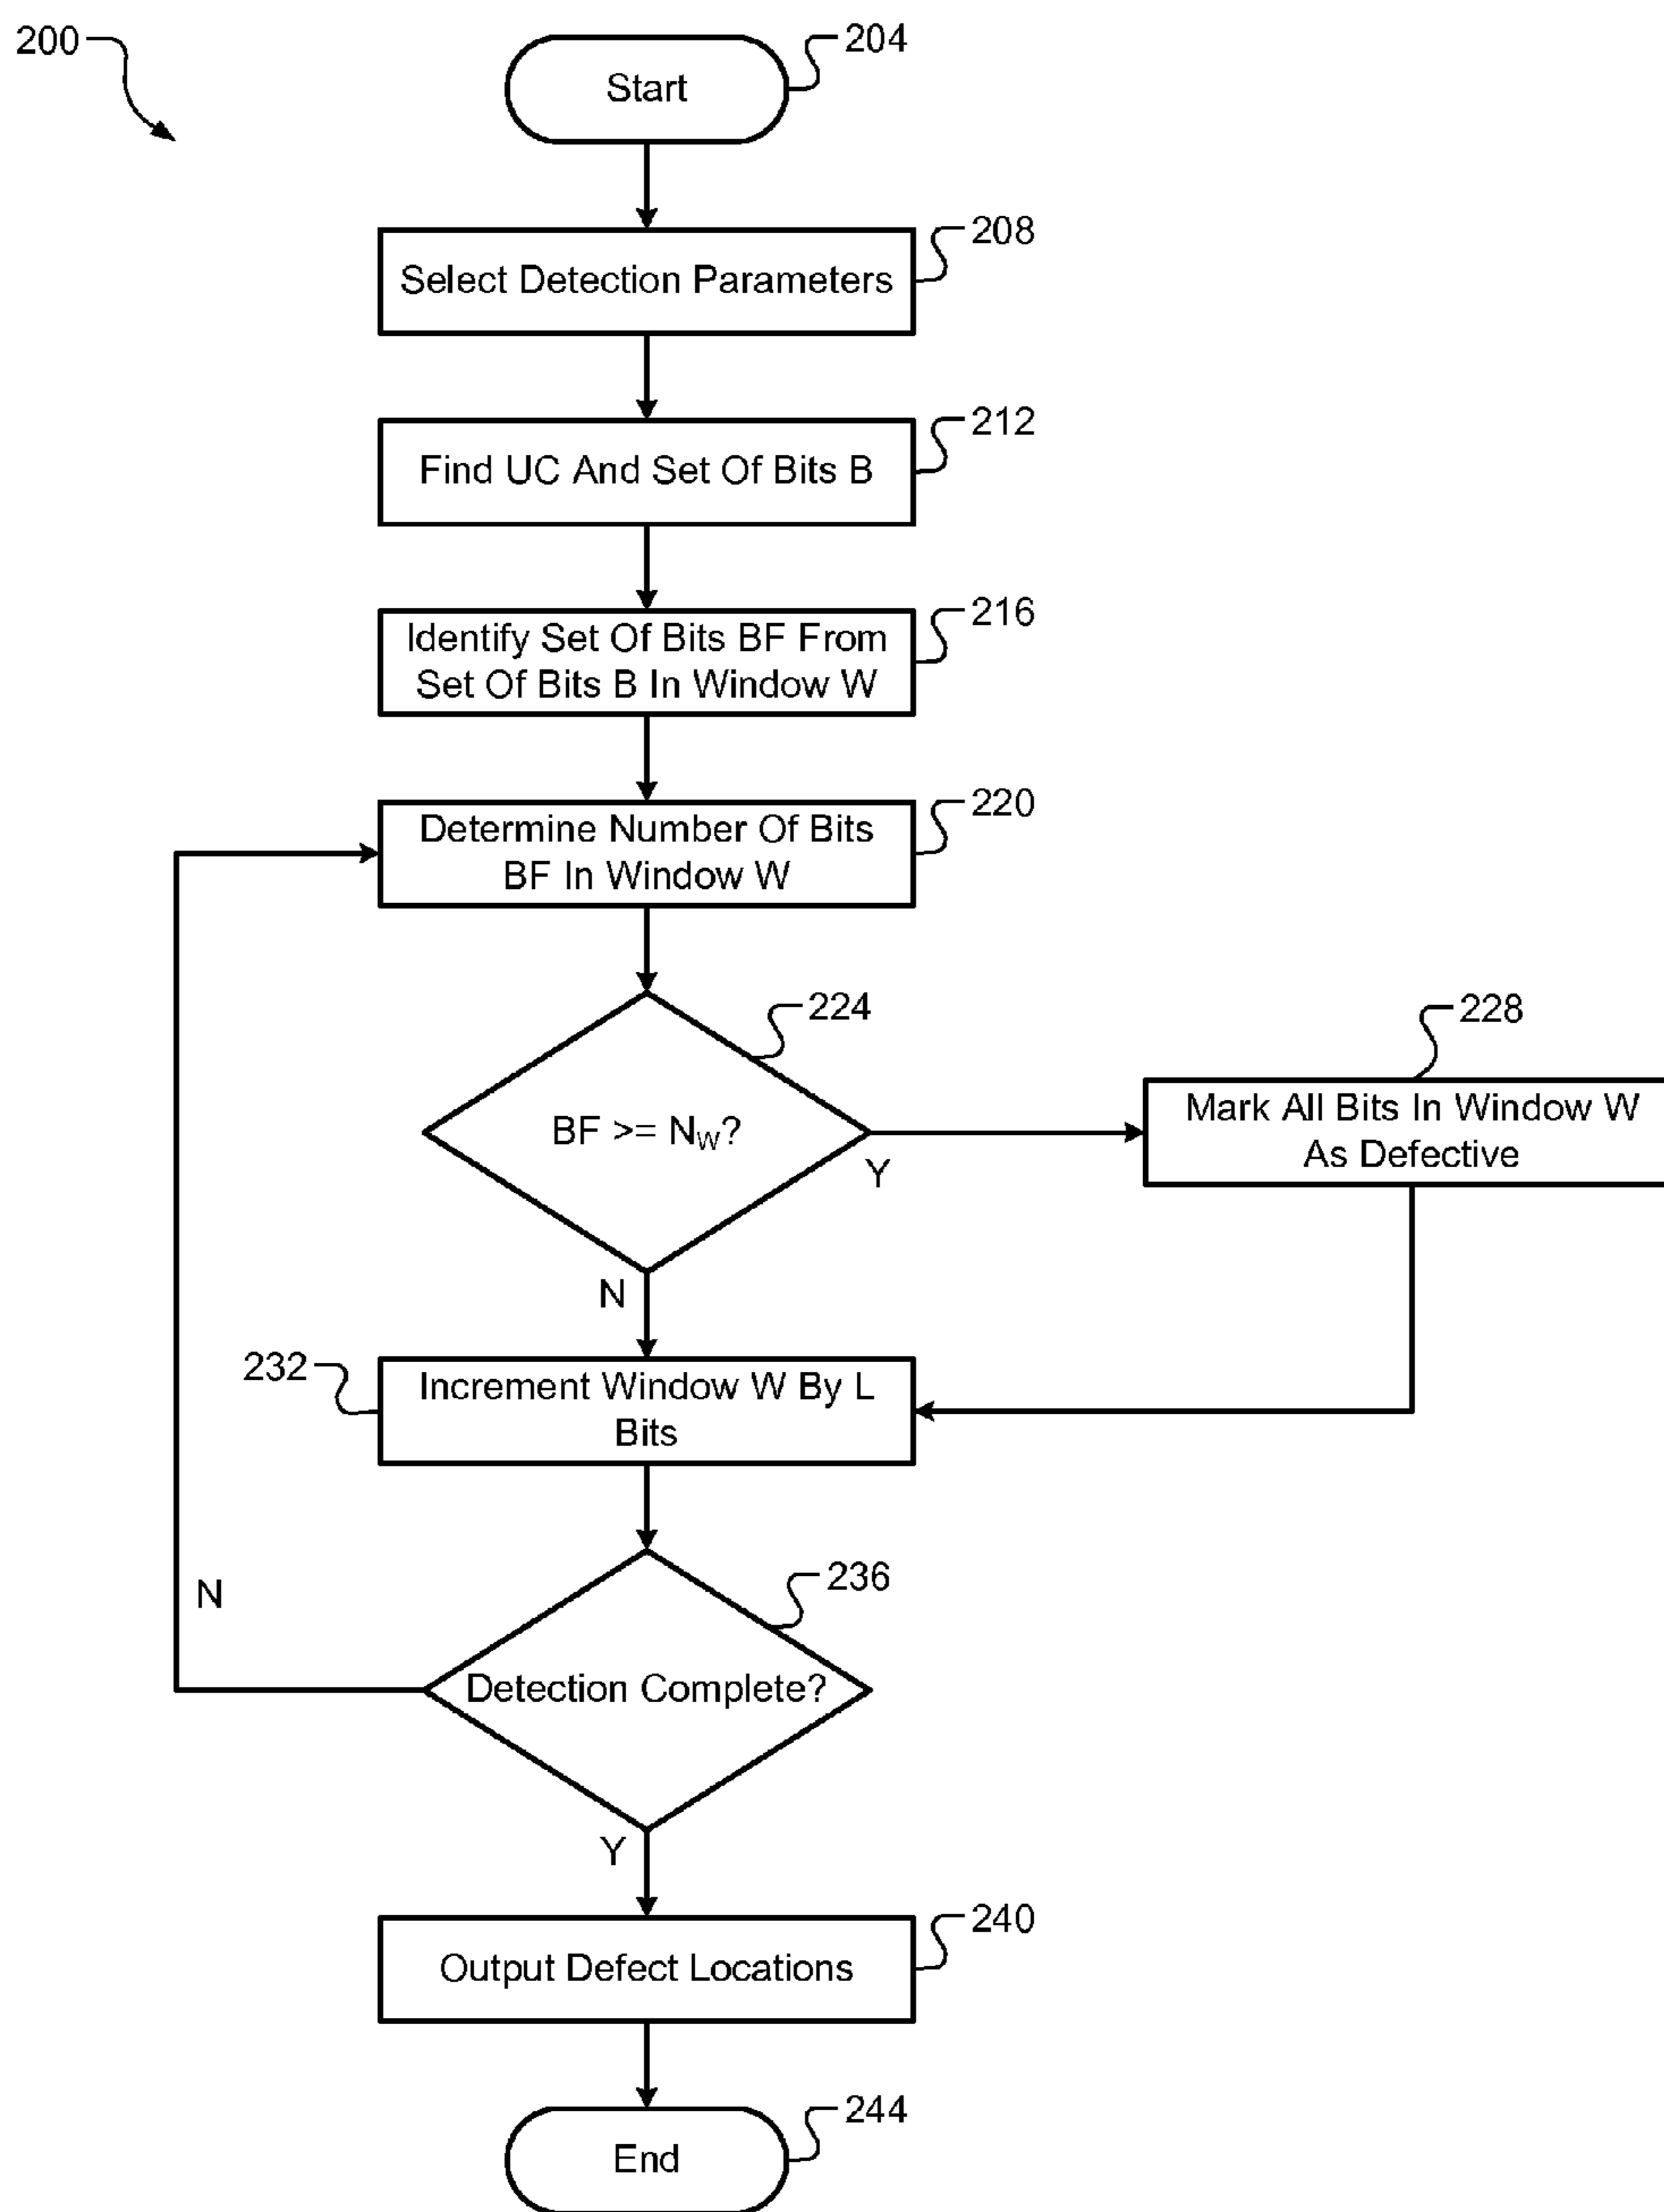 200
204
Start
208
Select Detection Parameters
212
Find UC And Set Of Bits B
216
Identify Set Of Bits BF From
Set Of Bits B In Window W
220
Determine Number Of Bits
BF In Window W
224
BF >= NW?
Y
228
Mark All Bits In Window W
As Defective
N
232
Increment Window W By L
Bits
236
Detection Complete?
N
Y
240
Output Defect Locations
244
End